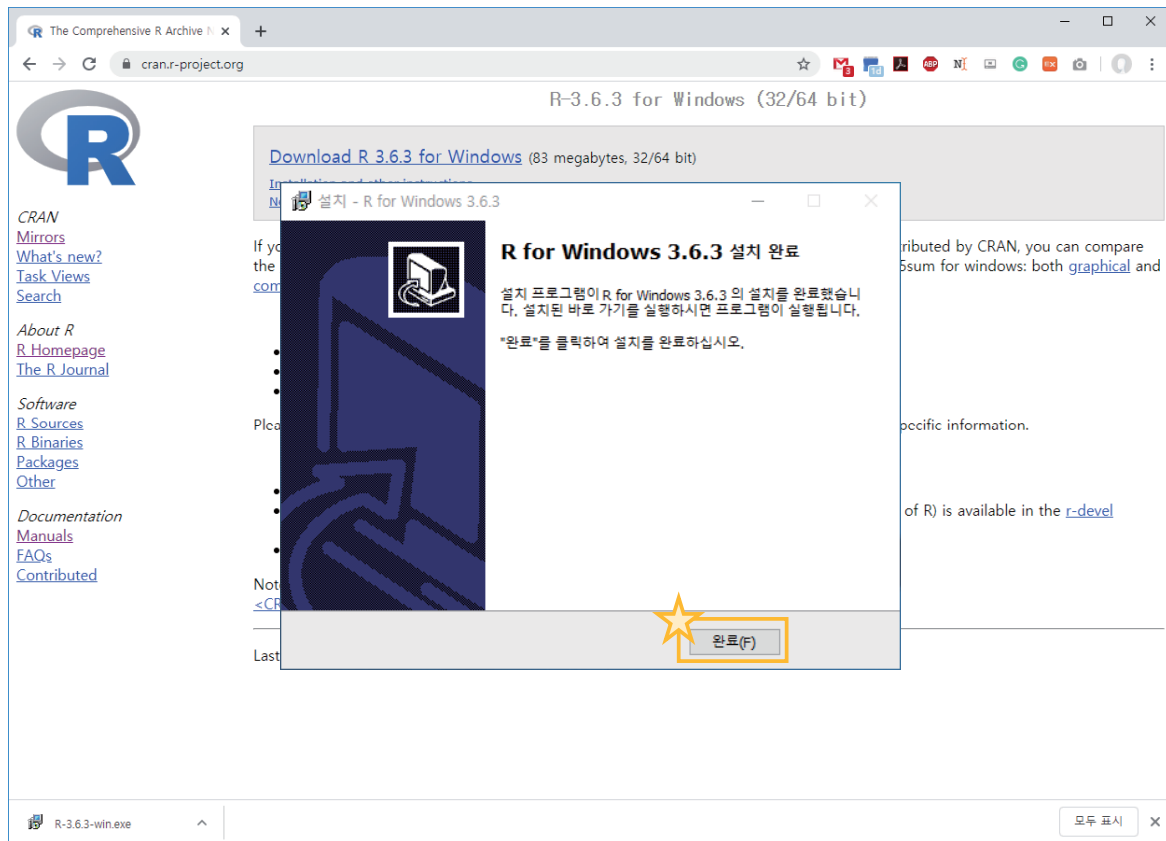 The Comprehensive R Archive N
cran.r-project.org
3
1d
ABP
N
G
EX
R-3.6.3 for Windows (32/64 bit)
R
Download R 3.6.3 for Windows (83 megabytes, 32/64 bit)
설치 - R for Windows 3.6.3
CRAN
Mirrors
What's new?
Task Views
Search
About R
R Homepage
The R Journal
Software
R Sources
R Binaries
Packages
Other
Documentation
Manuals
FAQs
Contributed
If
ributed by CRAN, you can compare
the
5sum for windows: both graphical and
com
Plea
pecific information.
of R) is available in the r-devel
Not
<CR
Last
R for Windows 3.6.3 설치 완료
설치 프로그램이 R for Windows 3.6.3 의 설치를 완료했습니
다. 설치된 바로 가기를 실행하시면 프로그램이 실행됩니다.
"완료"를 클릭하여 설치를 완료하십시오.
완료(F)
R-3.6.3-win.exe
모두 표시